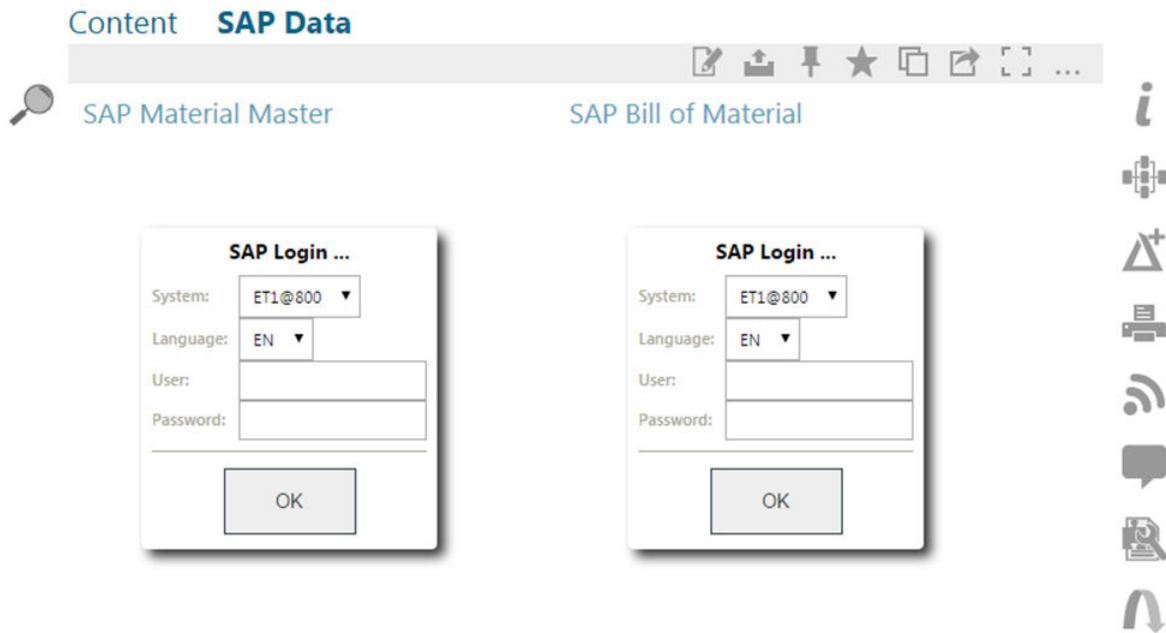 Content SAP Data
...
SAP Material Master
SAP Bill of Material
SAP Login ...
System: ET1@800
Language: EN
User:
Password:
OK
SAP Login ...
System: ET1@800
Language: EN
User:
Password:
OK